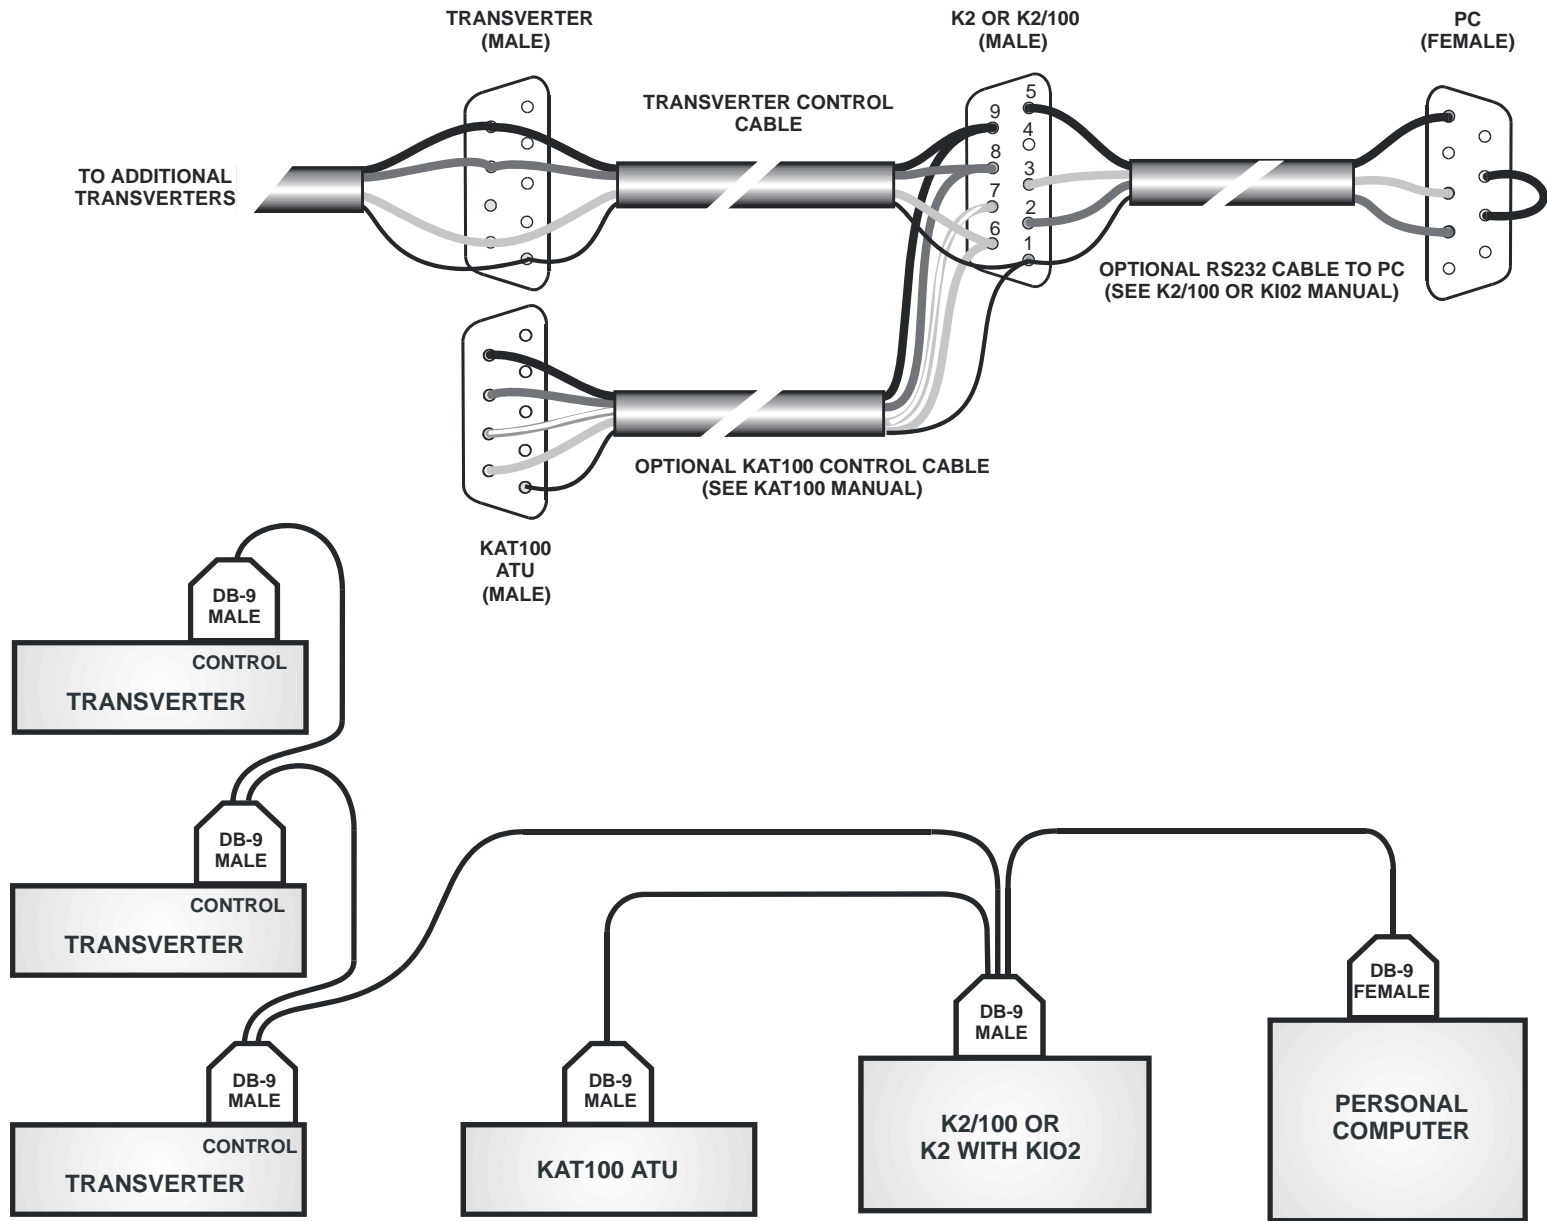 TRANSVERTER
(MALE)
K2 OR K2/100
(MALE)
PC
(FEMALE)
TRANSVERTER CONTROL
CABLE
TO ADDITIONAL
TRANSVERTERS
5
9
4
8
3
7
2
6
1
OPTIONAL RS232 CABLE TO PC
(SEE K2/100 OR KI02 MANUAL)
OPTIONAL KAT100 CONTROL CABLE
(SEE KAT100 MANUAL)
KAT100
ATU
(MALE)
DB-9
MALE
CONTROL
TRANSVERTER
DB-9
MALE
CONTROL
TRANSVERTER
DB-9
MALE
CONTROL
TRANSVERTER
DB-9
MALE
KAT100 ATU
DB-9
MALE
K2/100 OR
K2 WITH KIO2
DB-9
FEMALE
PERSONAL
COMPUTER